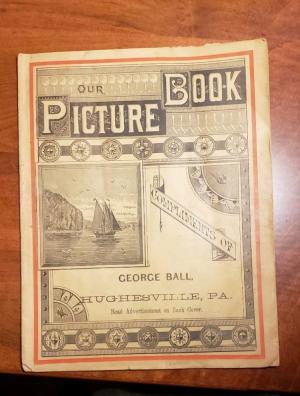 OUR
PICTURE BOOK
COMPLIMENTS OF
GEORGE BALL,
HUGHESVILLE, PA.
Read Advertisement on Back Cover.